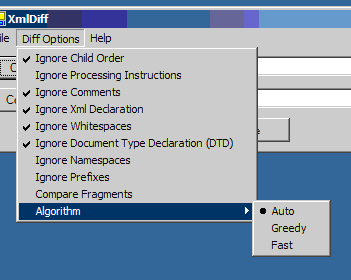 XmlDiff
Diff Options Help
Ignore Child Order
Ignore Processing Instructions
Ignore Comments
Ignore Xml Declaration
Ignore Whitespaces
Ignore Document Type Declaration (DTD)
Ignore Namespaces
Ignore Prefixes
Compare Fragments
Algorithm
Auto
Greedy
Fast